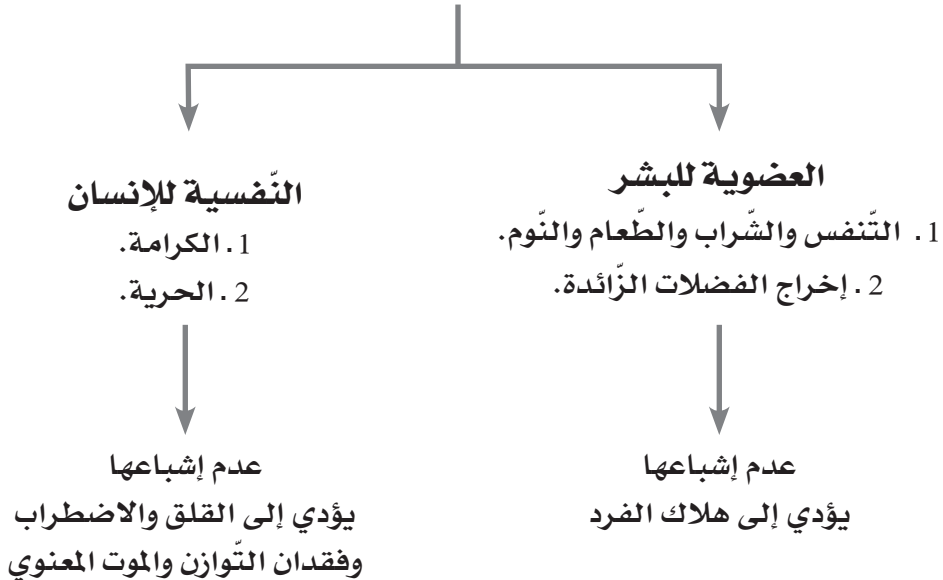 العضوية للبشر
1. التّنفس والشّراب والطّعام والنّوم.
2. إخراج الفضلات الزّائدة.
عدم إشباعها
يؤدي إلى هلاك الفرد
النّفسية للإنسان
1. الكرامة.
2. الحرية.
عدم إشباعها
يؤدي إلى القلق والاضطراب
وفقدان التّوازن والموت المعنوي